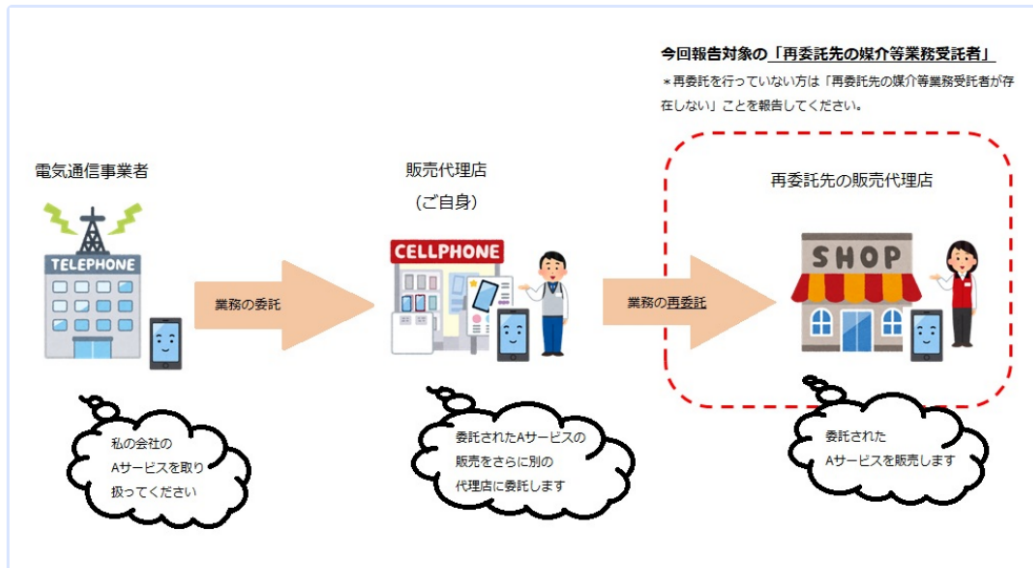 今回報告対象の「再委託先の媒介等業務受託者」
＊再委託を行っていない方は「再委託先の媒介等業務受託者が存
在しない」ことを報告してください。
電気通信事業者
販売代理店
(ご自身)
再委託先の販売代理店
TELEPHONE
CELLPHONE
SHOP
業務の委託
業務の再委託
私の会社の
Aサービスを取り
扱ってください
委託されたAサービスの
販売をさらに別の
代理店に委託します
委託された
Aサービスを販売します